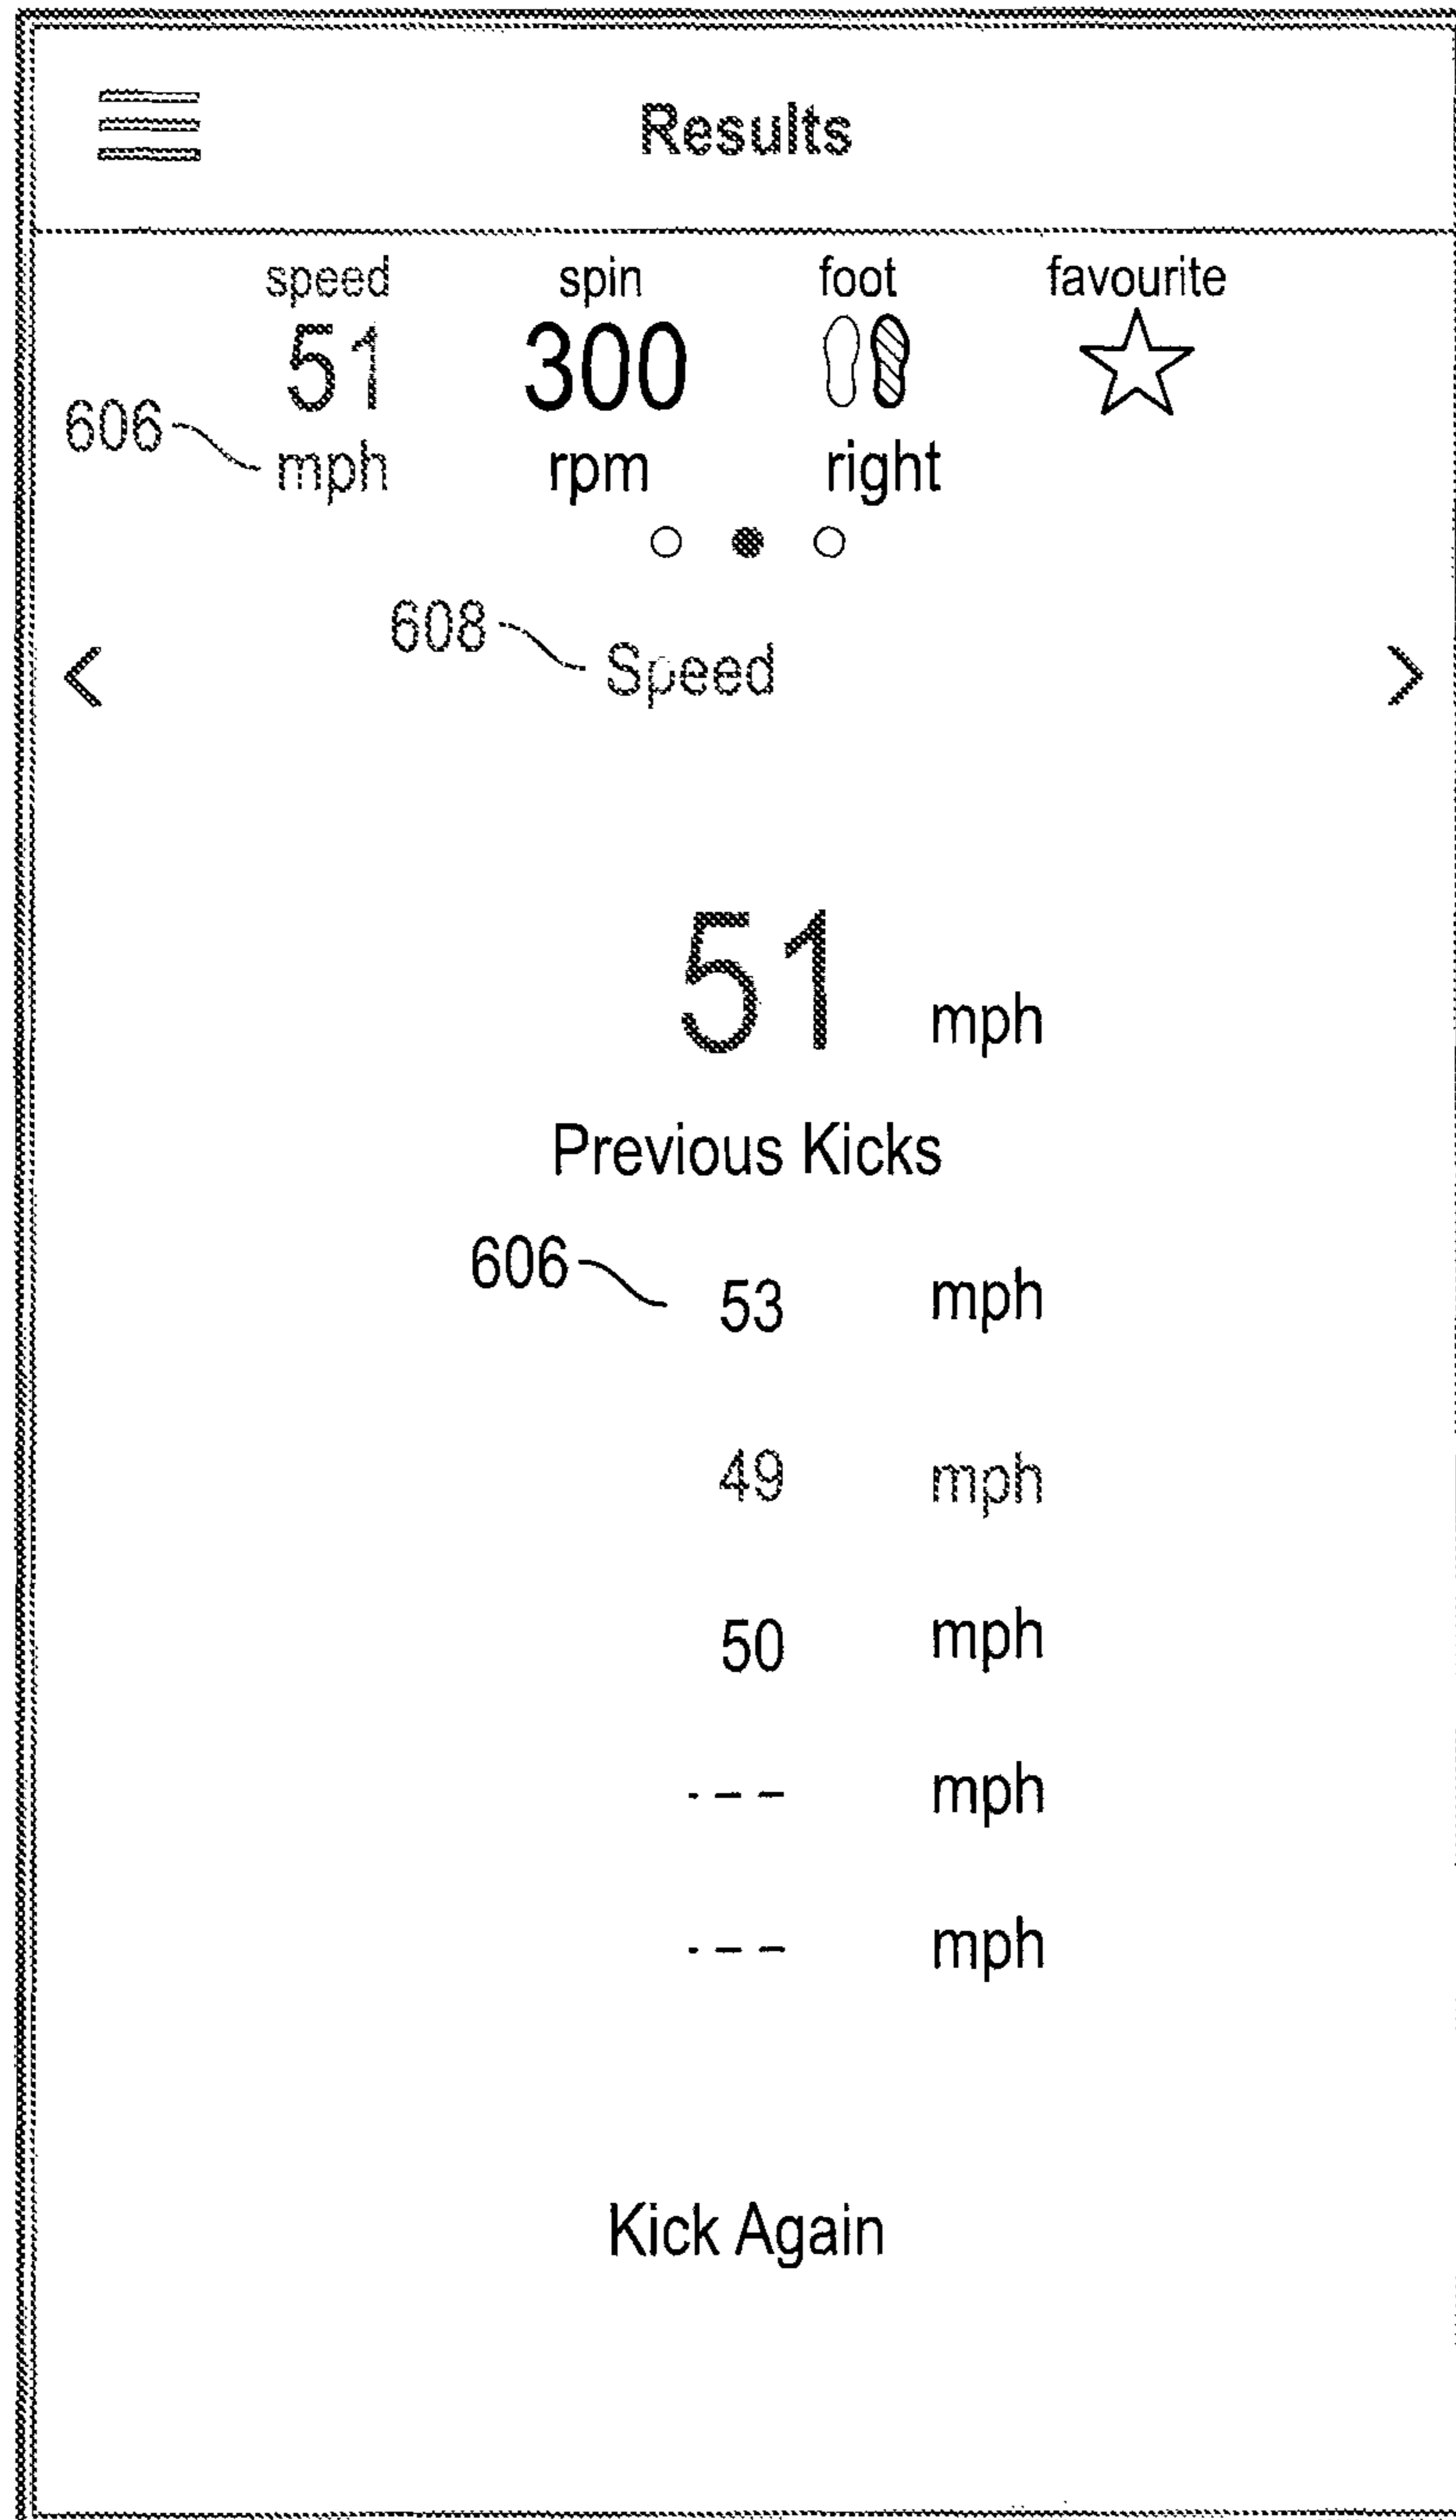 Results
speed spin foot favourite
51 300
606 mph rpm right
608 Speed
51 mph
Previous Kicks
606 53 mph
49 mph
50 mph
--- mph
--- mph
Kick Again